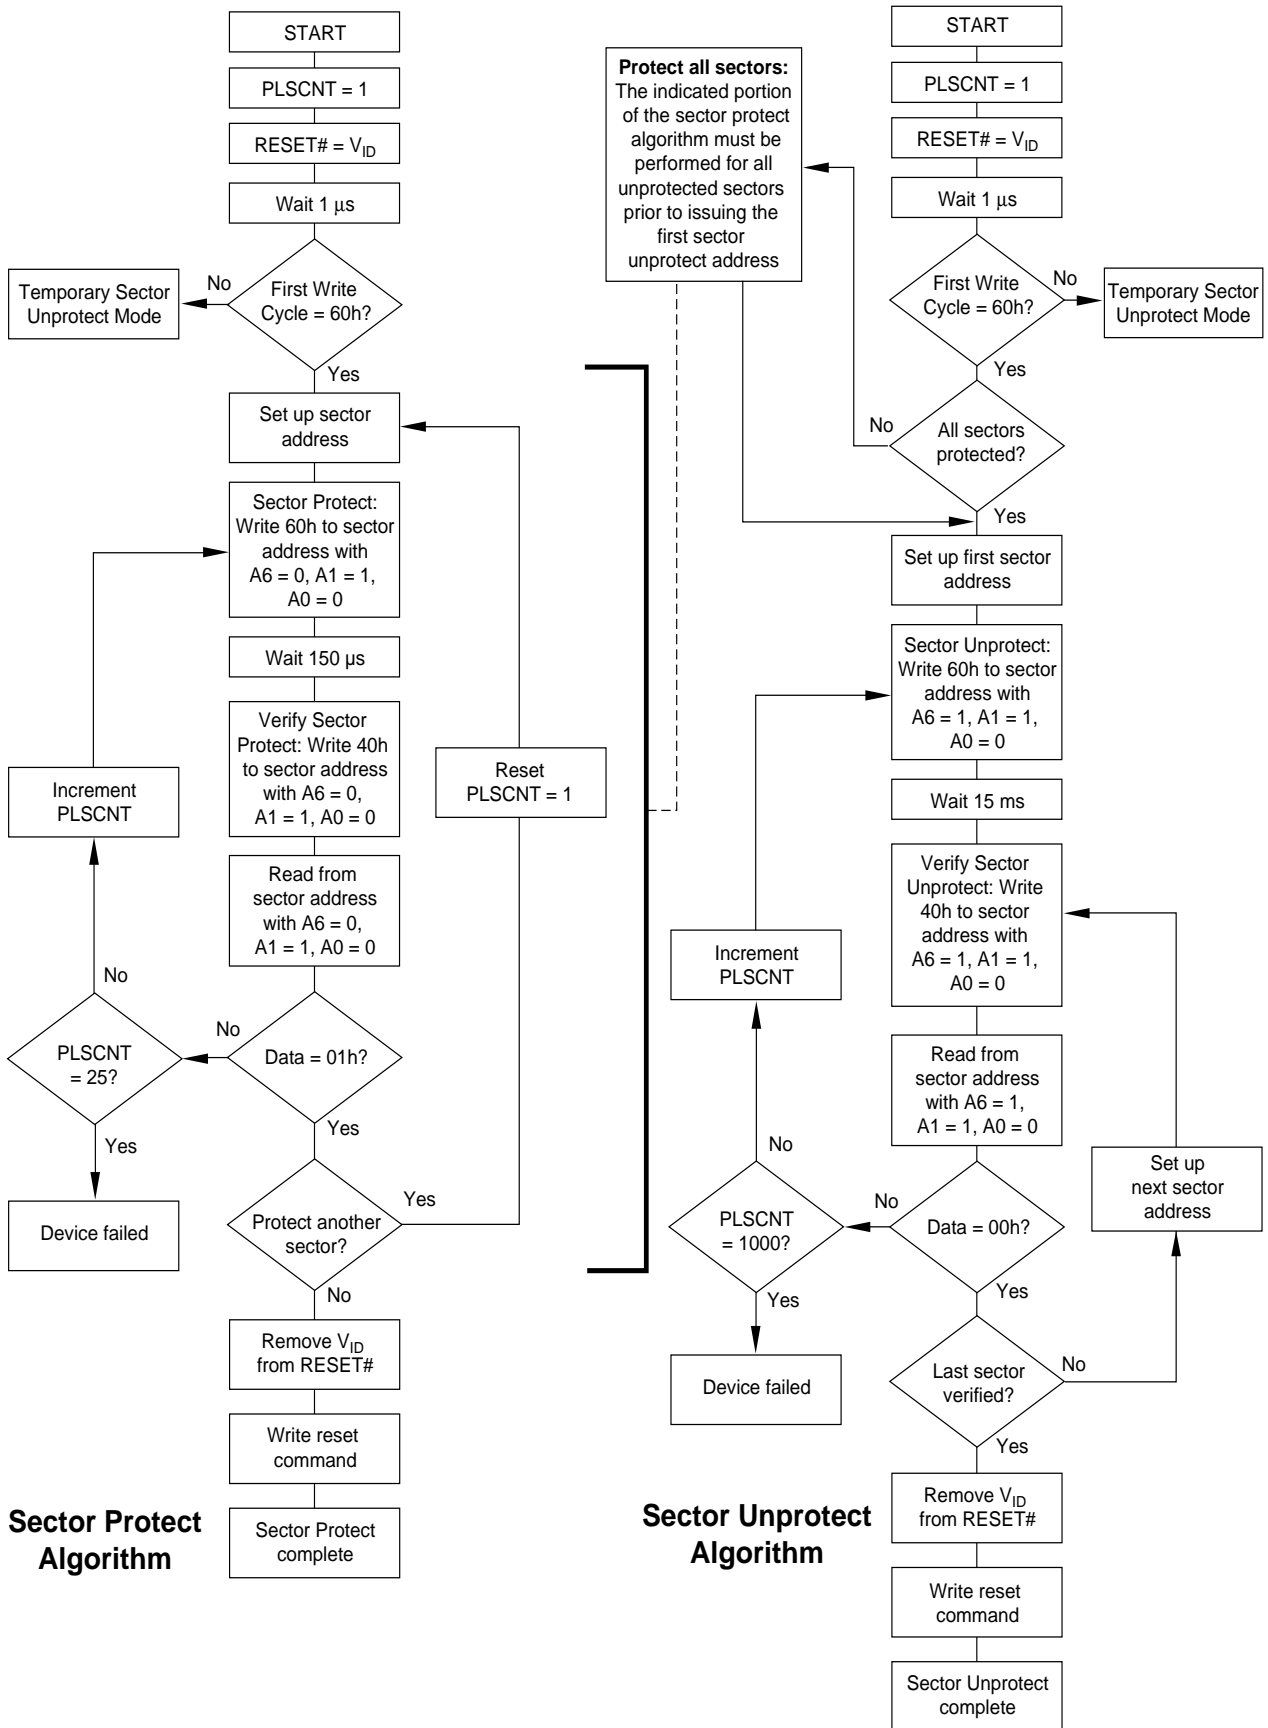 START
PLSCNT = 1
RESET# = VID
Wait 1 μs
First Write
Cycle = 60h?
No
Temporary Sector
Unprotect Mode
Yes
Set up sector
address
Sector Protect:
Write 60h to sector
address with
A6 = 0, A1 = 1,
A0 = 0
Wait 150 µs
Verify Sector
Protect: Write 40h
to sector address
with A6 = 0,
A1 = 1, A0 = 0
Reset
PLSCNT = 1
Increment
PLSCNT
Read from
sector address
with A6 = 0,
A1 = 1, A0 = 0
No
No
PLSCNT
= 25?
Data = 01h?
Yes
Yes
Device failed
Protect another
sector?
Yes
No
Remove VID
from RESET#
Write reset
command
Sector Protect
complete
Sector Protect
Algorithm
Protect all sectors:
The indicated portion
of the sector protect
algorithm must be
performed for all
unprotected sectors
prior to issuing the
first sector
unprotect address
START
PLSCNT = 1
RESET# = VID
Wait 1 μs
First Write
Cycle = 60h?
No
Temporary Sector
Unprotect Mode
Yes
No
All sectors
protected?
Yes
Set up first sector
address
Sector Unprotect:
Write 60h to sector
address with
A6 = 1, A1 = 1,
A0 = 0
Wait 15 ms
Verify Sector
Unprotect: Write
40h to sector
address with
A6 = 1, A1 = 1,
A0 = 0
Increment
PLSCNT
Read from
sector address
with A6 = 1,
A1 = 1, A0 = 0
No
No
PLSCNT
= 1000?
Data = 00h?
Set up
next sector
address
Yes
Yes
Device failed
Last sector
verified?
No
Yes
Remove VID
from RESET#
Write reset
command
Sector Unprotect
complete
Sector Unprotect
Algorithm